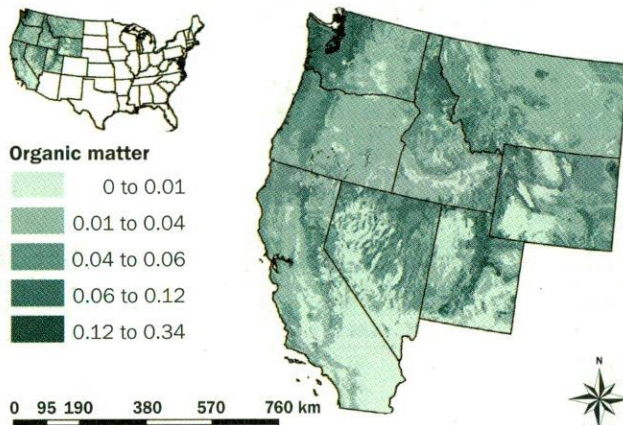 Organic matter
0 to 0.01
0.01 to 0.04
0.04 to 0.06
0.06 to 0.12
0.12 to 0.34
0 95 190 380 570 760 km
N